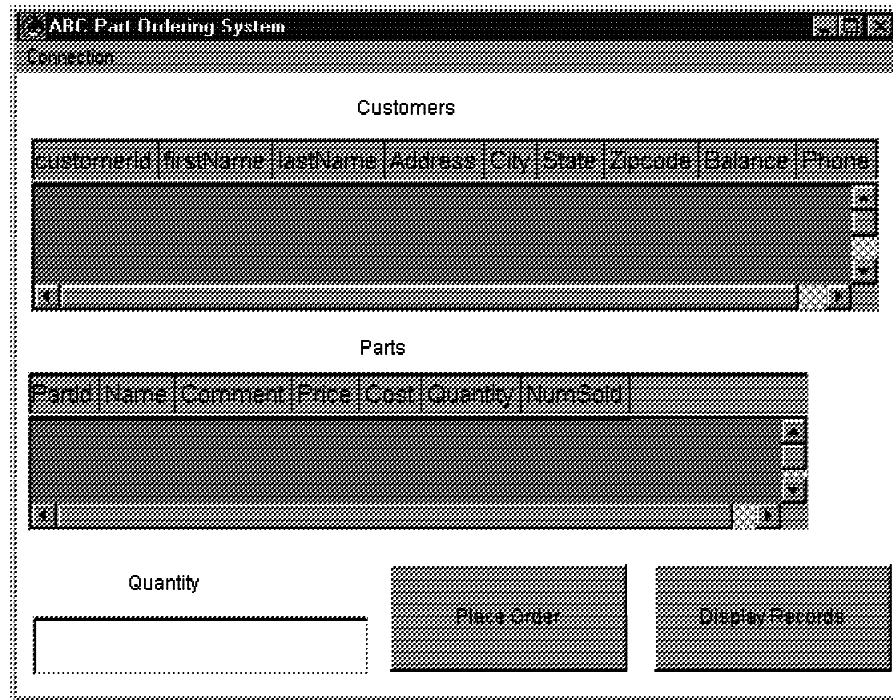 ABC Part Ordering System
Connection
Customers
customerid firstName lastName Address City State Zipcode Balance Phone
Parts
PartId Name Comment Price Cost Quantity NumSold
Quantity
Place Order Display Records